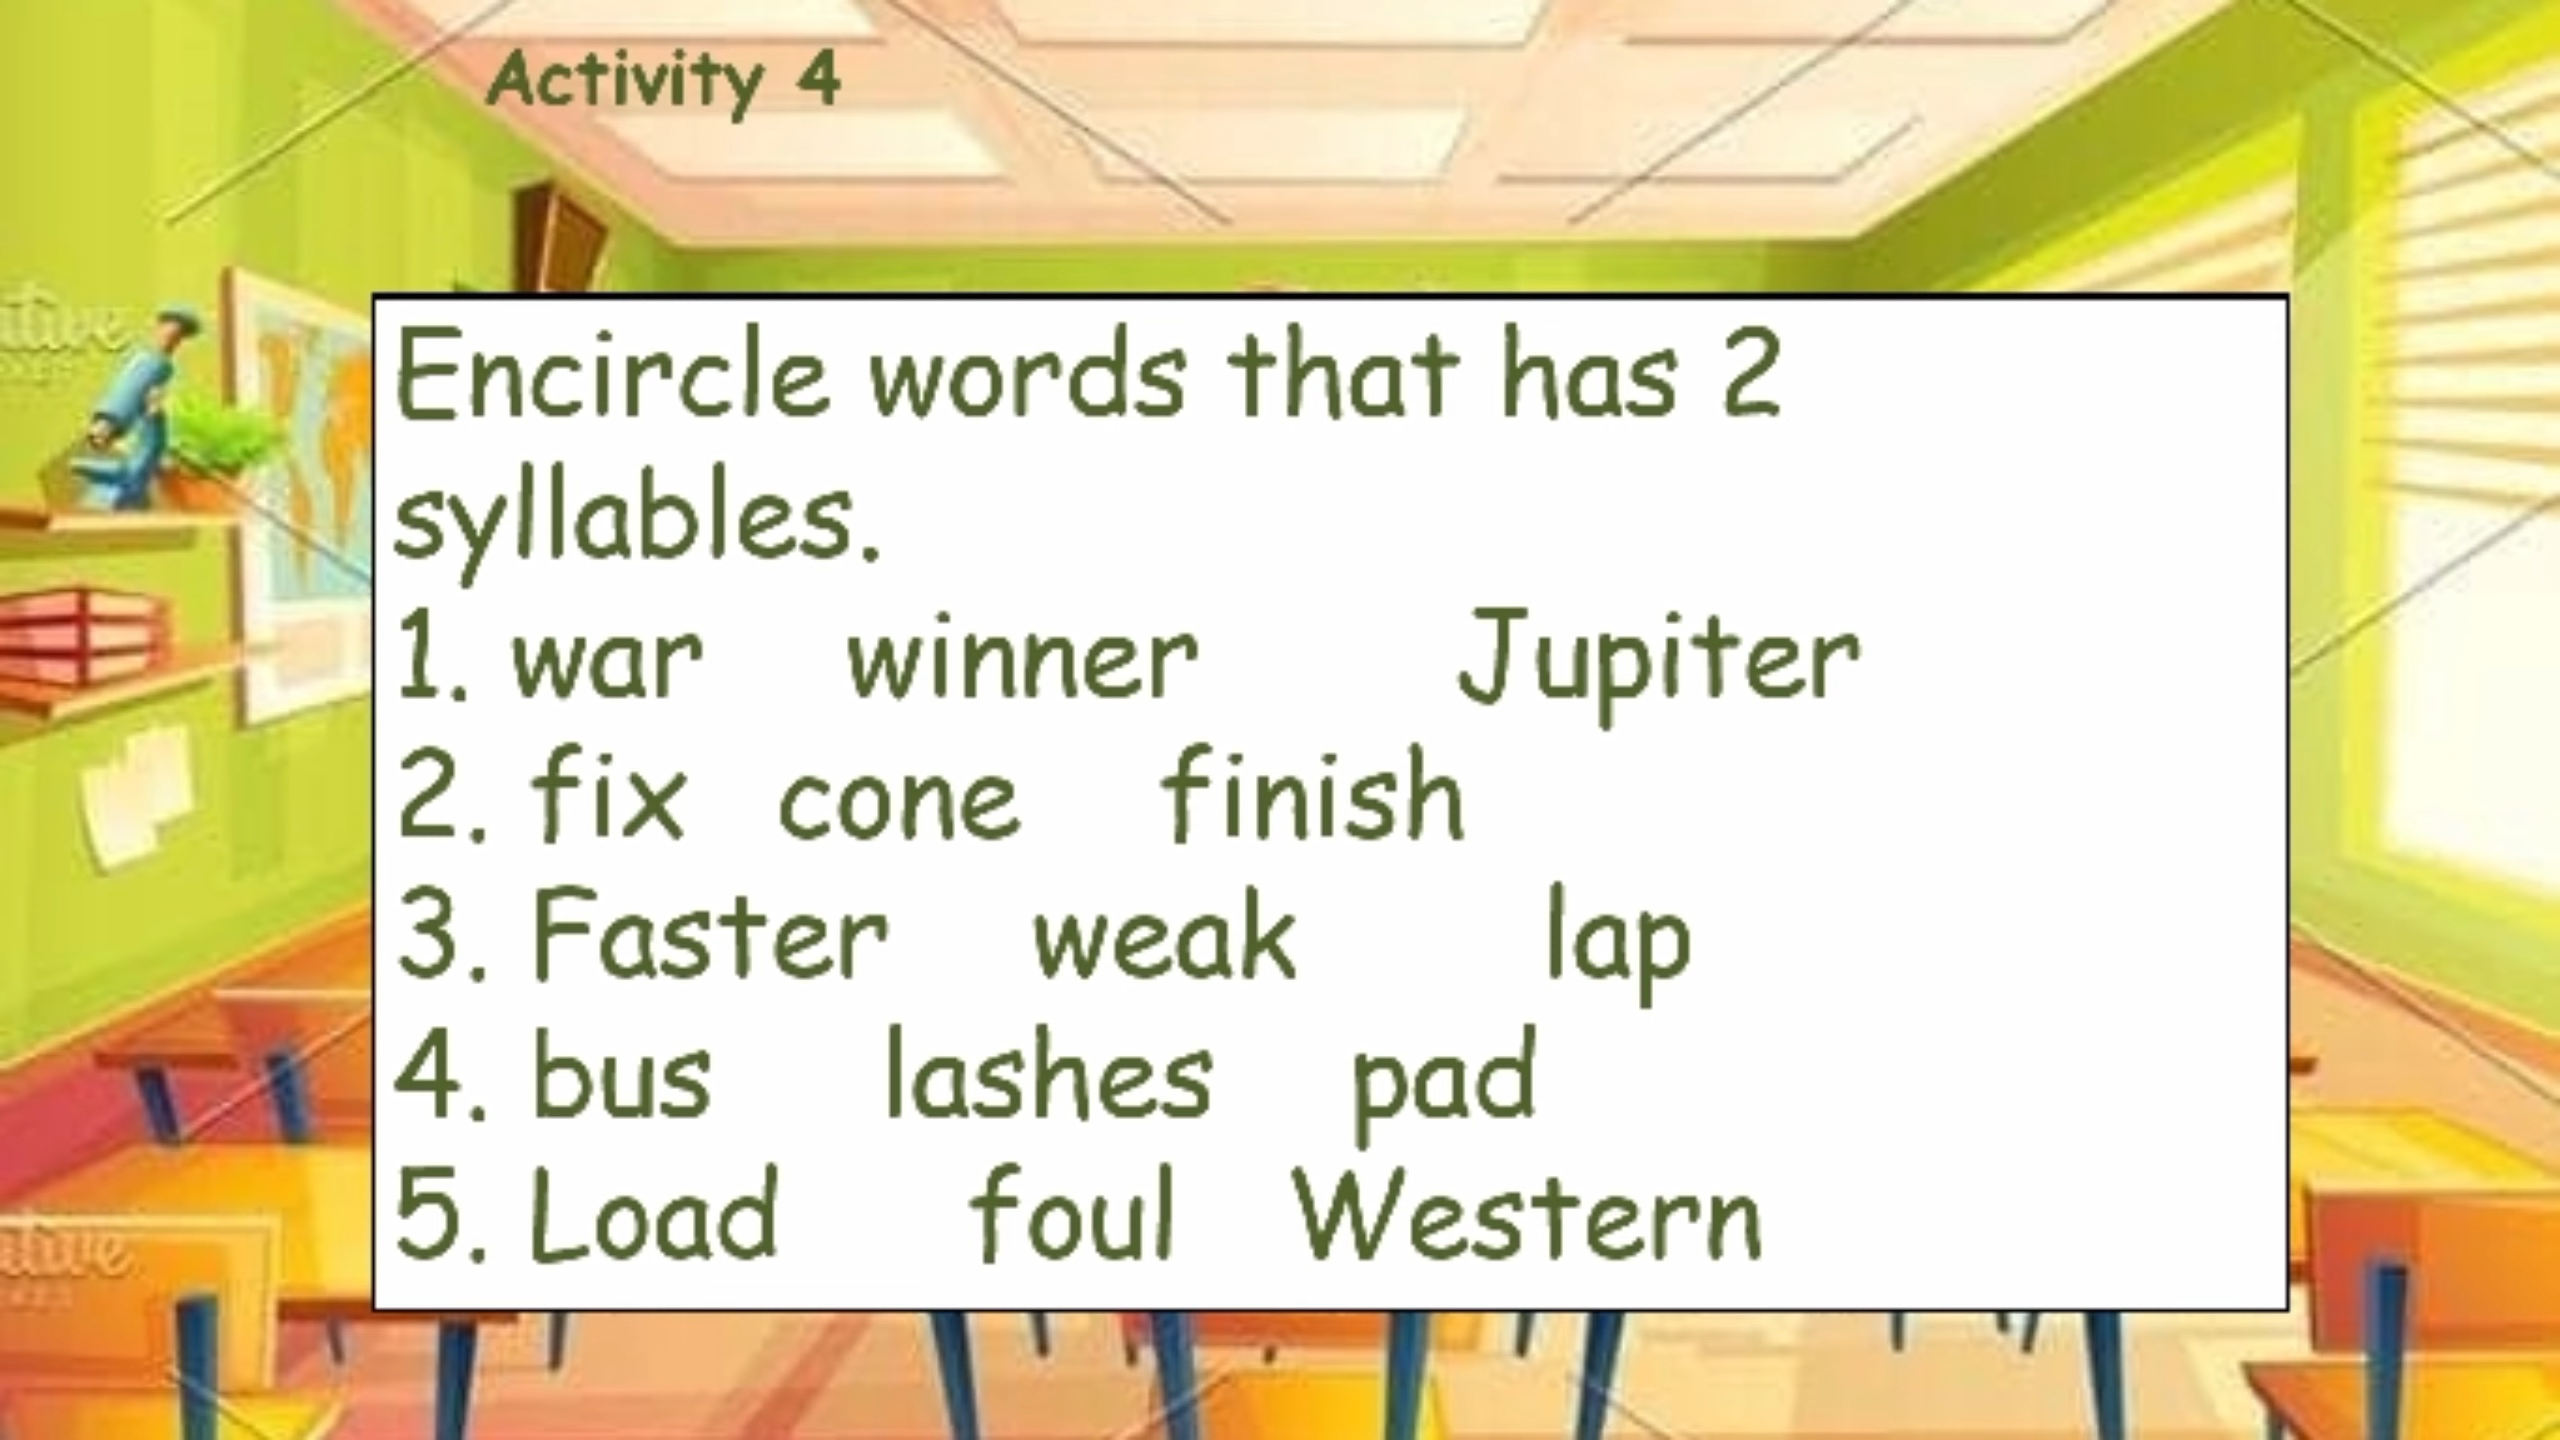 Activity 4
Encircle words that has 2
syllables.
1. war winner Jupiter
2. fix cone finish
3. Faster weak lap
4. bus lashes pad
5. Load foul Western